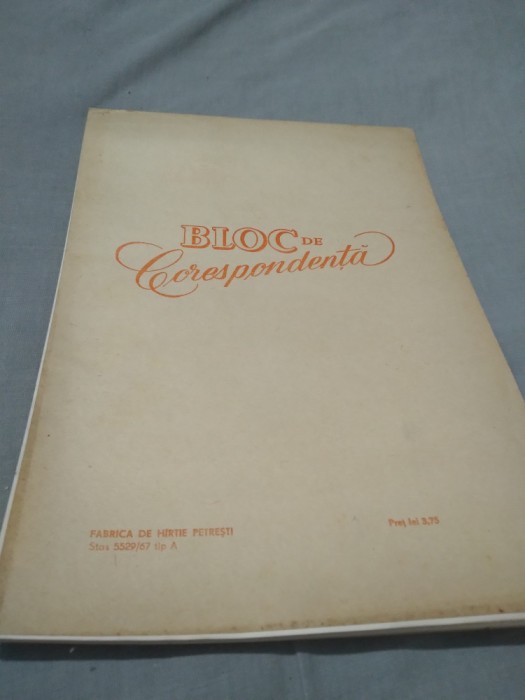 BLOC DE
Corespondență
FABRICA DE HÎRTIE PETREȘTI
Stas 5529/67 tip A
Preț lei 3,75